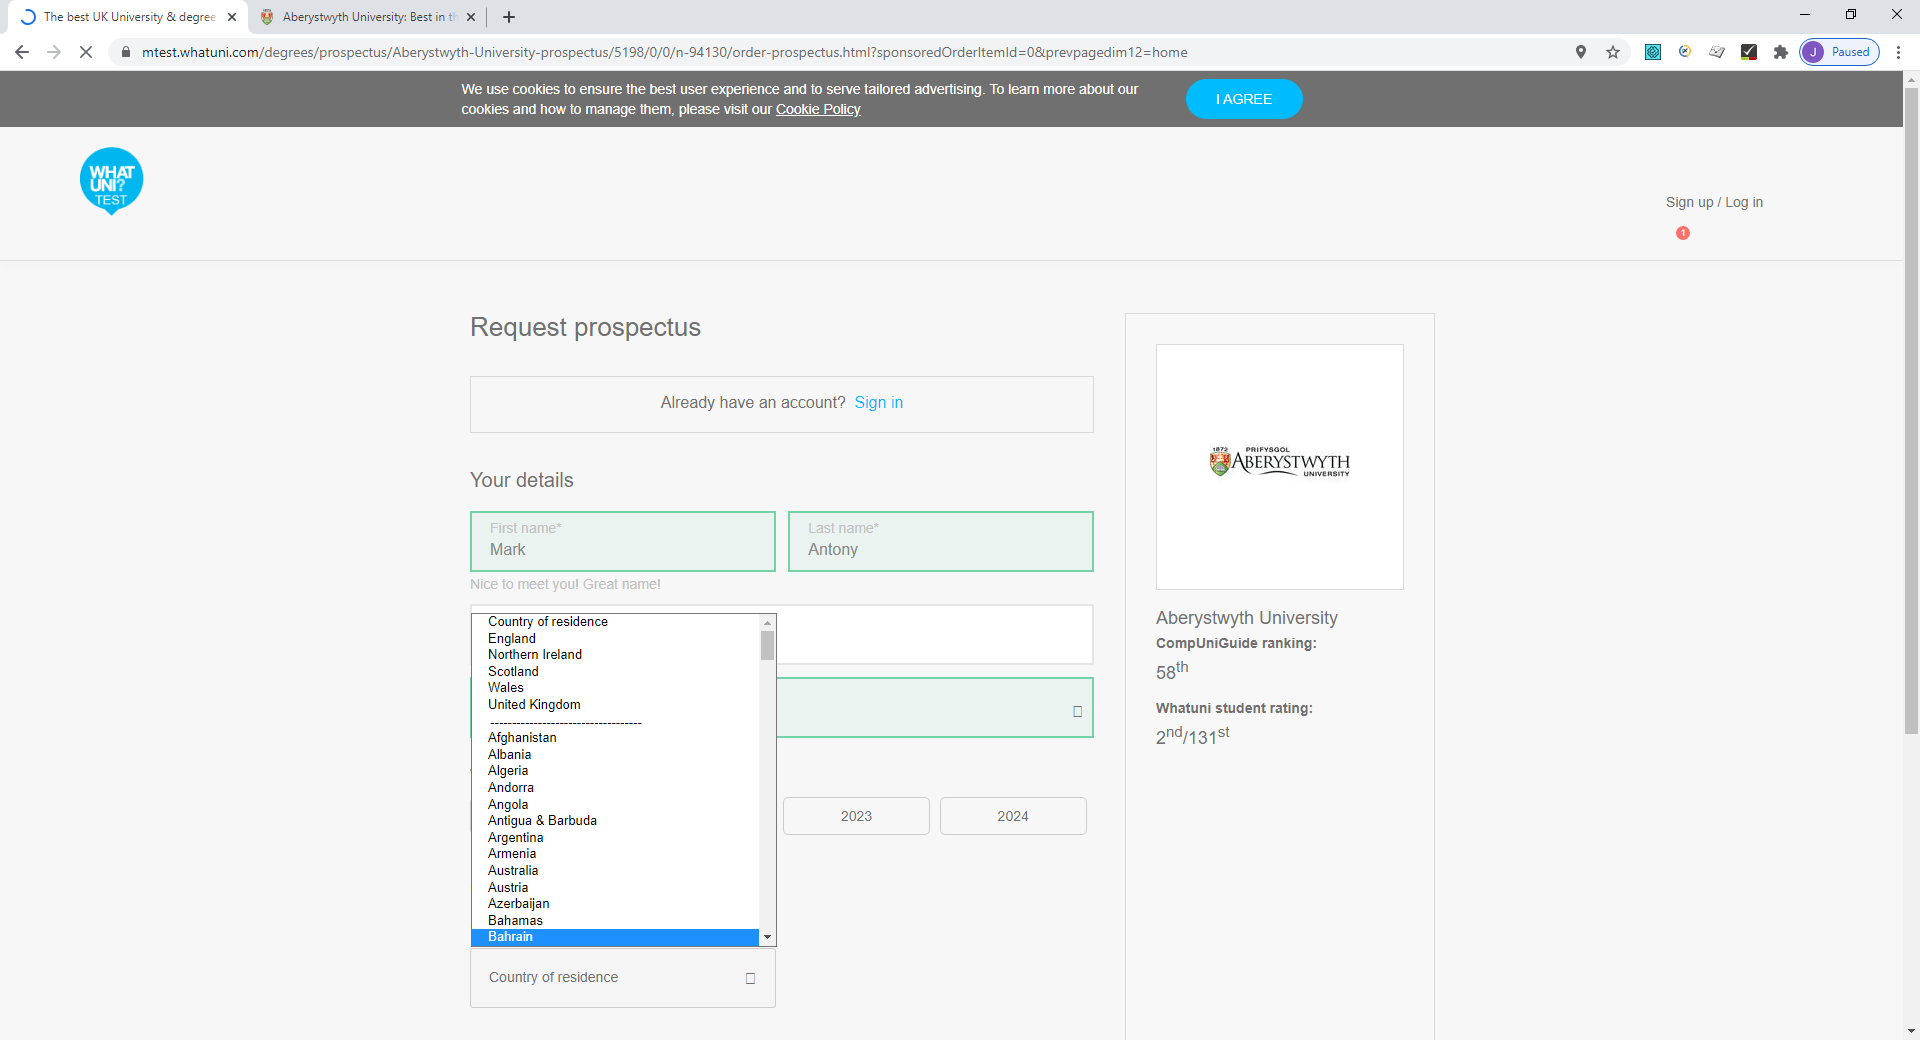 The best UK University & degree
Aberystwyth University: Best in th
mtest.whatuni.com/degrees/prospectus/Aberystwyth-University-prospectus/5198/0/0/n-94130/order-prospectus.html?sponsoredOrderItemId=0&prevpagedim12=home
J Paused
We use cookies to ensure the best user experience and to serve tailored advertising. To learn more about our
cookies and how to manage them, please visit our Cookie Policy
I AGREE
WHAT
UNI?
TEST
Sign up / Log in
1
Request prospectus
Already have an account? Sign in
Your details
First name*
Mark
Last name*
Antony
Nice to meet you! Great name!
Country of residence
England
Northern Ireland
Scotland
Wales
United Kingdom
----------------------------------
Afghanistan
Albania
Algeria
Andorra
Angola
Antigua & Barbuda
Argentina
Armenia
Australia
Austria
Azerbaijan
Bahamas
Bahrain
2023
2024
Country of residence
1872 PRIFYSGOL
ABERYSTWYTH
UNIVERSITY
Aberystwyth University
CompUniGuide ranking:
58th
Whatuni student rating:
2nd/131st